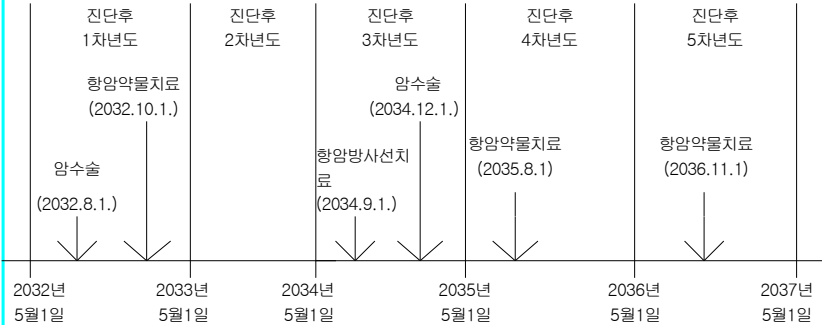 진단후
1차년도
진단후
2차년도
진단후
3차년도
진단후
4차년도
진단후
5차년도
항암약물치료
(2032.10.1.)
암수술
(2034.12.1.)
암수술
(2032.8.1.)
항암방사선치
료
(2034.9.1.)
항암약물치료
(2035.8.1)
항암약물치료
(2036.11.1)
2032년
5월1일
2033년
5월1일
2034년
5월1일
2035년
5월1일
2036년
5월1일
2037년
5월1일